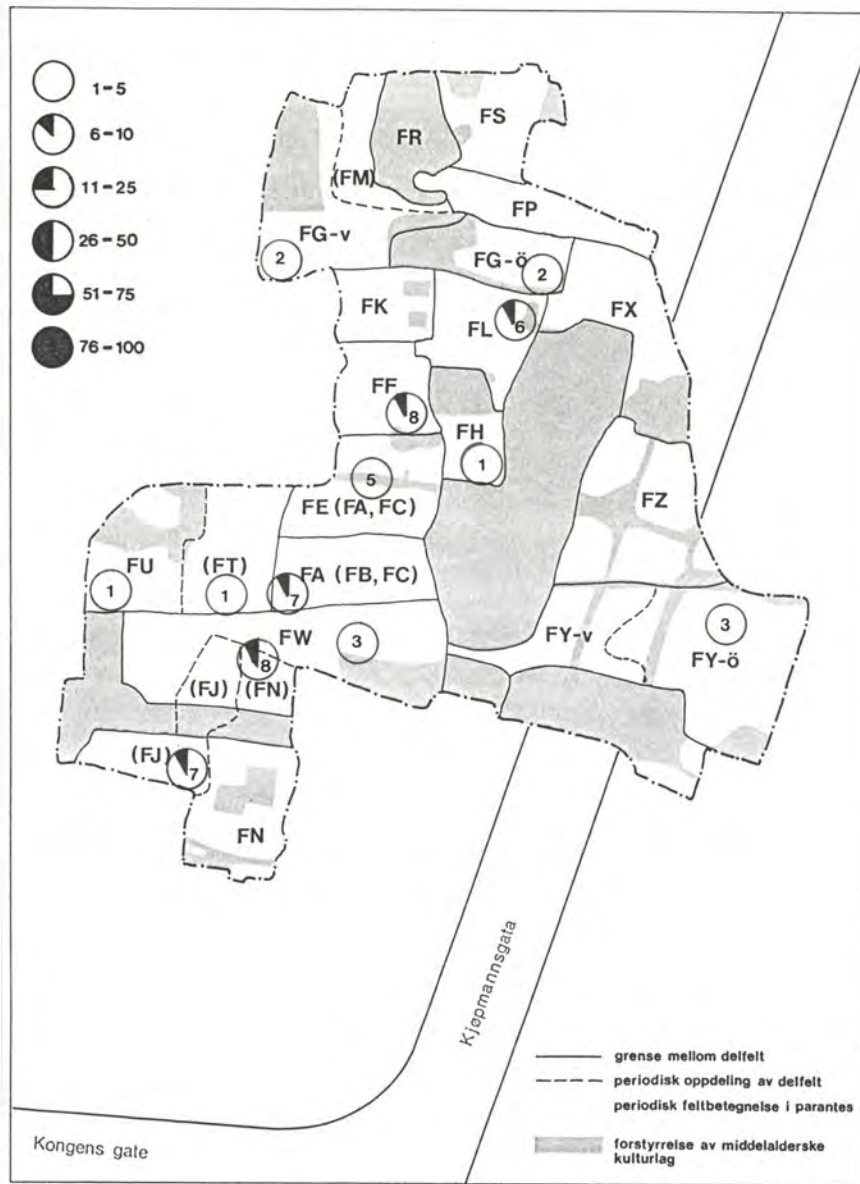 1-5
6-10
11-25
26-50
51-75
76-100
FS
FR
(FM)
FP
FG-v
2
FG-ö
2
FX
FK
FL
6
FF
8
FH
1
5
FE (FA, FC)
FZ
FU
(FT)
FA (FB, FC)
1
1
7
FW
3
FY-v
FY-ö
3
8
(FJ)
(FN)
(FJ)
7
FN
Kjøpmannsgata
Kongens gate
grense mellom delfelt
periodisk oppdeling av delfelt
periodisk feltbetegnelse i parantes
forstyrrelse av middelalderske
kulturlag